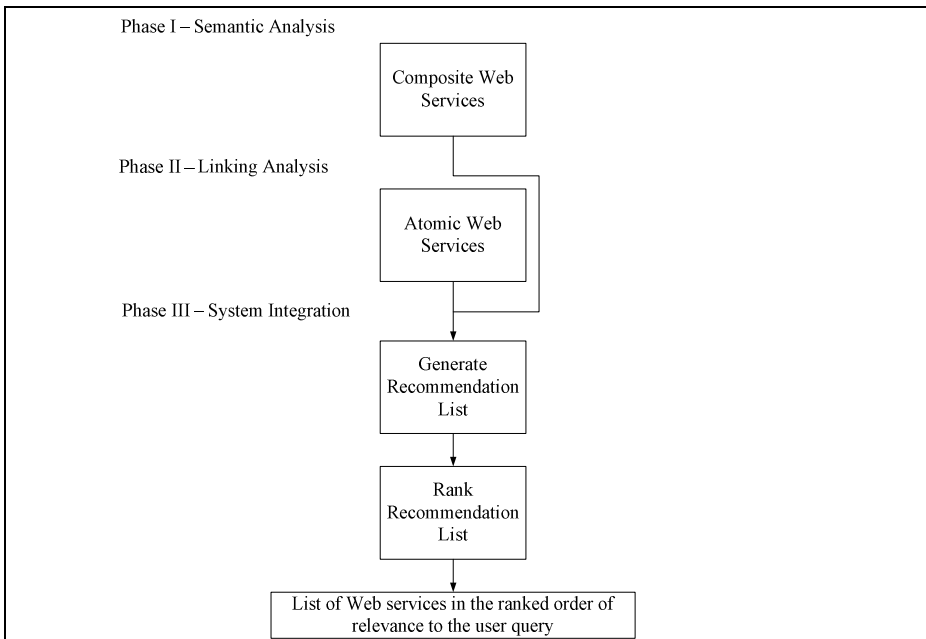 Phase I – Semantic Analysis
Composite Web
Services
Phase II – Linking Analysis
Atomic Web
Services
Phase III – System Integration
Generate
Recommendation
List
Rank
Recommendation
List
List of Web services in the ranked order of
relevance to the user query